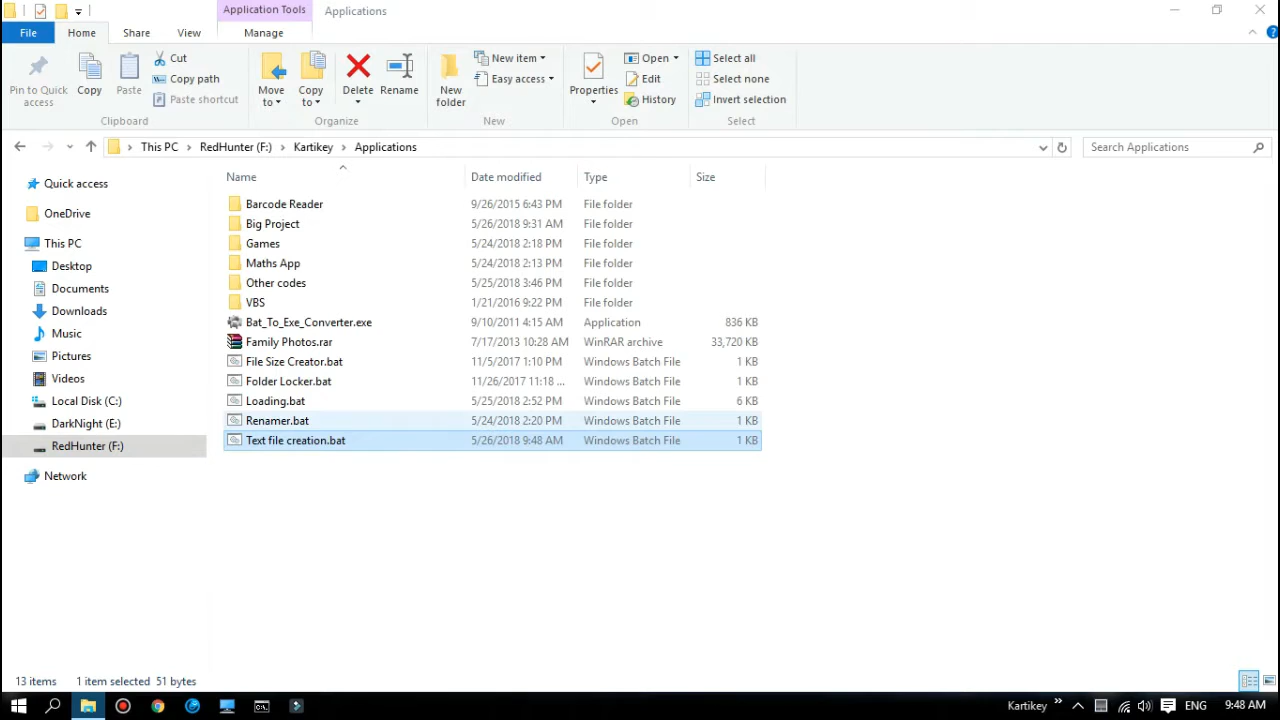 Application Tools Applications
File Home Share View Manage
Pin to Quick access
Copy
Paste
Cut
Copy path
Paste shortcut
Clipboard
Move to
Copy to
Delete
Rename
Organize
New folder
New item
Easy access
New
Properties
Open
Edit
History
Open
Select all
Select none
Invert selection
Select
This PC RedHunter (F:) Kartikey Applications
Search Applications
Quick access
OneDrive
This PC
Desktop
Documents
Downloads
Music
Pictures
Videos
Local Disk (C:)
DarkNight (E:)
RedHunter (F:)
Network
Name Date modified Type Size
Barcode Reader 9/26/2015 6:43 PM File folder
Big Project 5/26/2018 9:31 AM File folder
Games 5/24/2018 2:18 PM File folder
Maths App 5/24/2018 2:13 PM File folder
Other codes 5/25/2018 3:46 PM File folder
VBS 1/21/2016 9:22 PM File folder
Bat_To_Exe_Converter.exe 9/10/2011 4:15 AM Application 836 KB
Family Photos.rar 7/17/2013 10:28 AM WinRAR archive 33,720 KB
File Size Creator.bat 11/5/2017 1:10 PM Windows Batch File 1 KB
Folder Locker.bat 11/26/2017 11:18 ... Windows Batch File 1 KB
Loading.bat 5/25/2018 2:52 PM Windows Batch File 6 KB
Renamer.bat 5/24/2018 2:20 PM Windows Batch File 1 KB
Text file creation.bat 5/26/2018 9:48 AM Windows Batch File 1 KB
13 items 1 item selected 51 bytes
Kartikey » ENG 9:48 AM